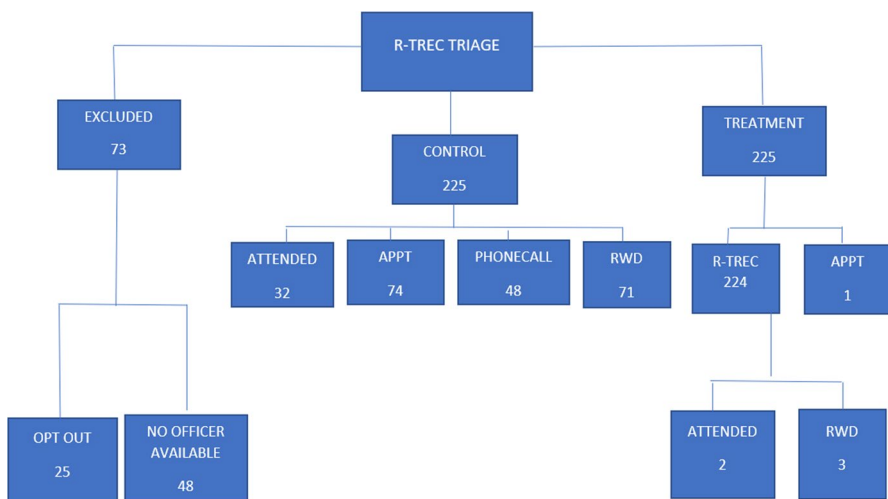 R-TREC TRIAGE
EXCLUDED
73
CONTROL
225
TREATMENT
225
ATTENDED
32
APPT
74
PHONECALL
48
RWD
71
R-TREC
224
APPT
1
OPT OUT
25
NO OFFICER
AVAILABLE
48
ATTENDED
2
RWD
3